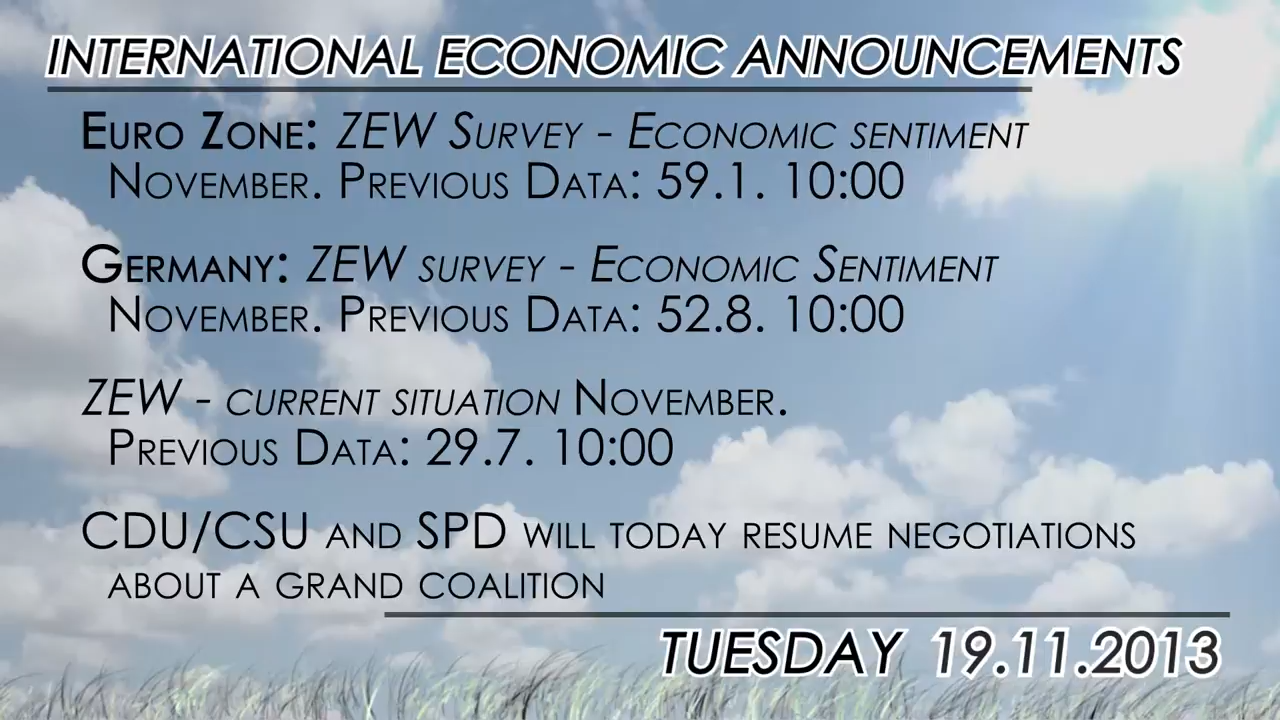 INTERNATIONAL ECONOMIC ANNOUNCEMENTS
Euro Zone: ZEW Survey - Economic sentiment
November. Previous Data: 59.1. 10:00
Germany: ZEW survey - Economic Sentiment
November. Previous Data: 52.8. 10:00
ZEW - current situation November.
Previous Data: 29.7. 10:00
CDU/CSU and SPD will today resume negotiations
about a grand coalition
TUESDAY 19.11.2013